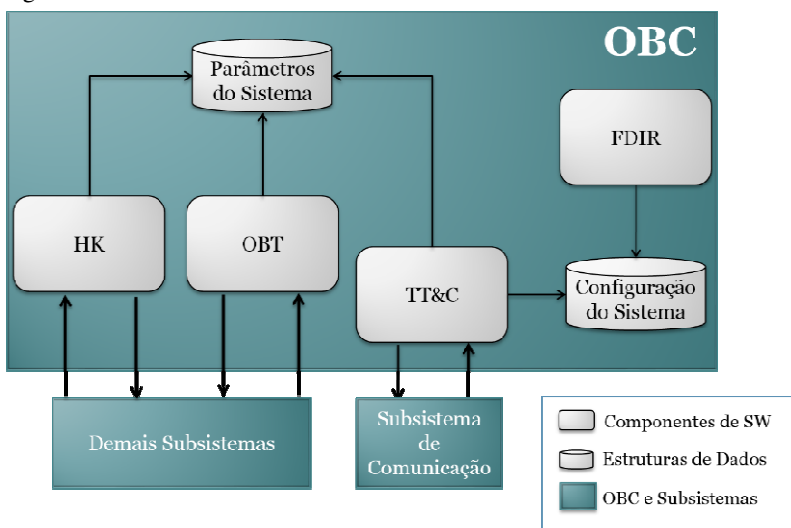 OBC
Parâmetros
do Sistema
FDIR
HK
OBT
TT&C
Configuração
do Sistema
Demais Subsistemas
Subsistema
de
Comunicação
Componentes de SW
Estruturas de Dados
OBC e Subsistemas